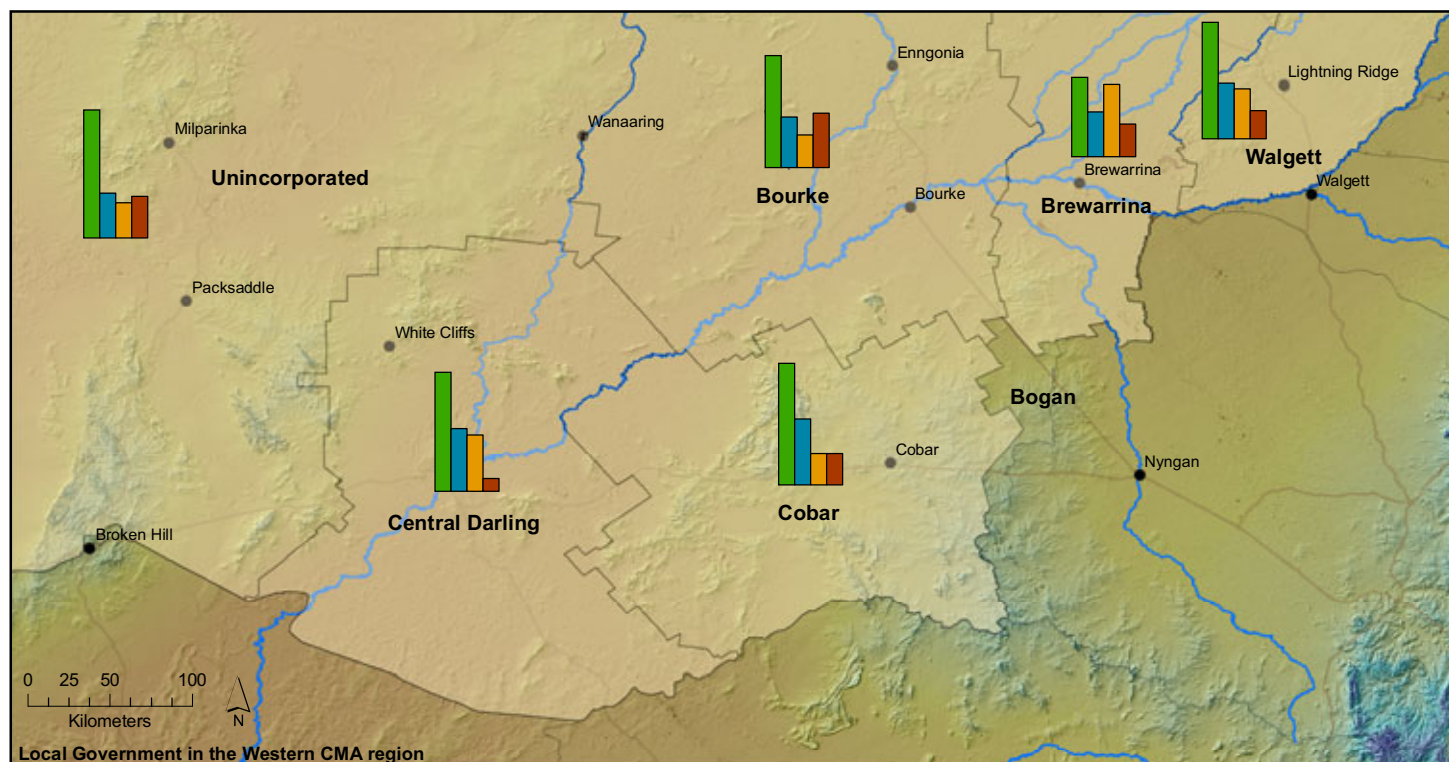 Enngonia
Lightning Ridge
Milparinka
Wanaaring
Walgett
Unincorporated
Brewarrina
Walgett
Bourke
Bourke
Brewarrina
Packsaddle
White Cliffs
Bogan
Cobar
Nyngan
Cobar
Central Darling
Broken Hill
0 25 50 100
Kilometers
N
Local Government in the Western CMA region